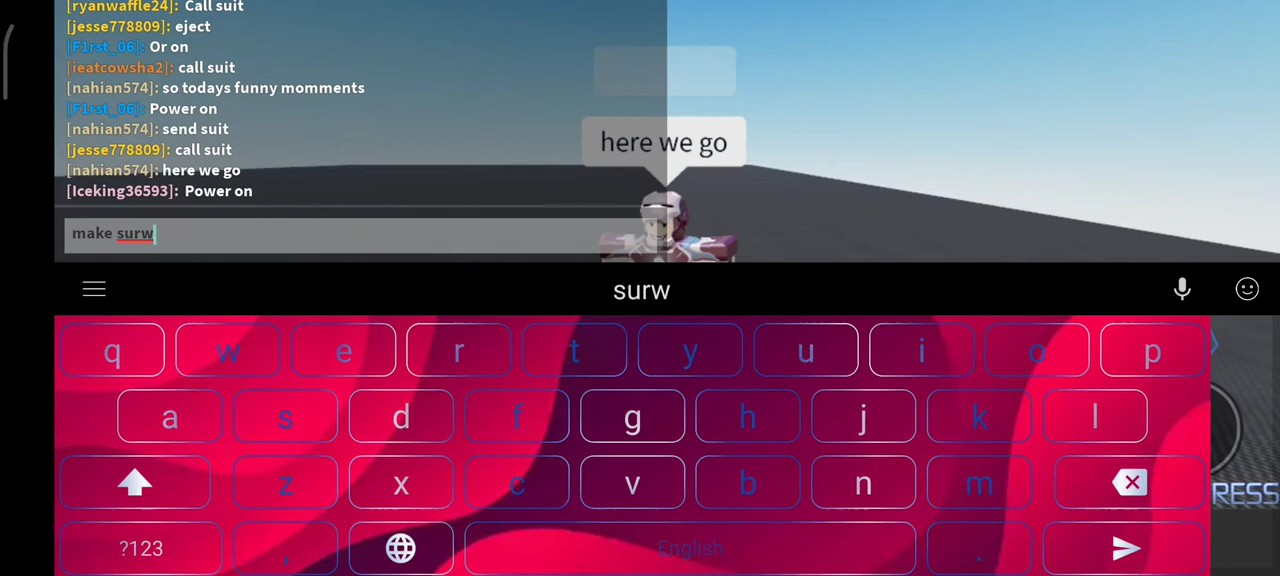 [ryanwaffle24]: Call suit
[jesse778809]: eject
[F1rst_06]: Or on
[ieatcowsha2]: call suit
[nahian574]: so todays funny momments
[F1rst_06]: Power on
[nahian574]: send suit
[jesse778809]: call suit
[nahian574]: here we go
[Iceking36593]: Power on
here we go
make surw
surw
q w e r t y u i o p
a s d f g h j k l
z x c v b n m
?123 , English .
RESS